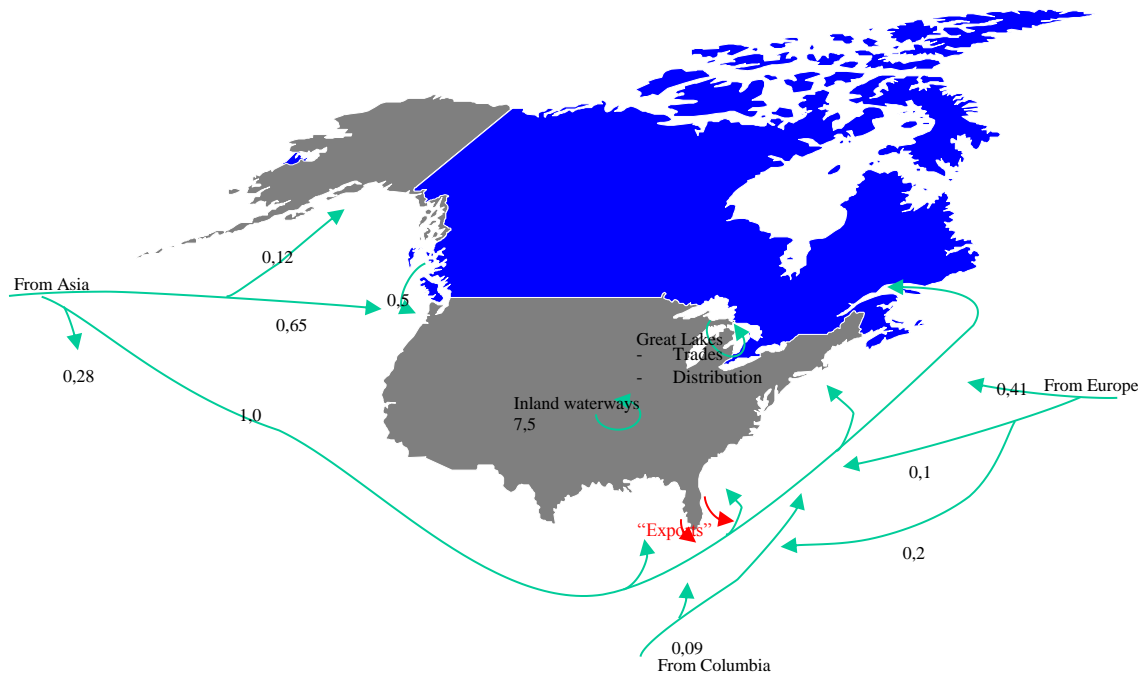 0,12
From Asia
0,5
0,65
Great Lakes
- Trades
- Distribution
0,28
From Europe
0,41
Inland waterways
7,5
1,0
0,1
“Exports”
0,2
0,09
From Columbia